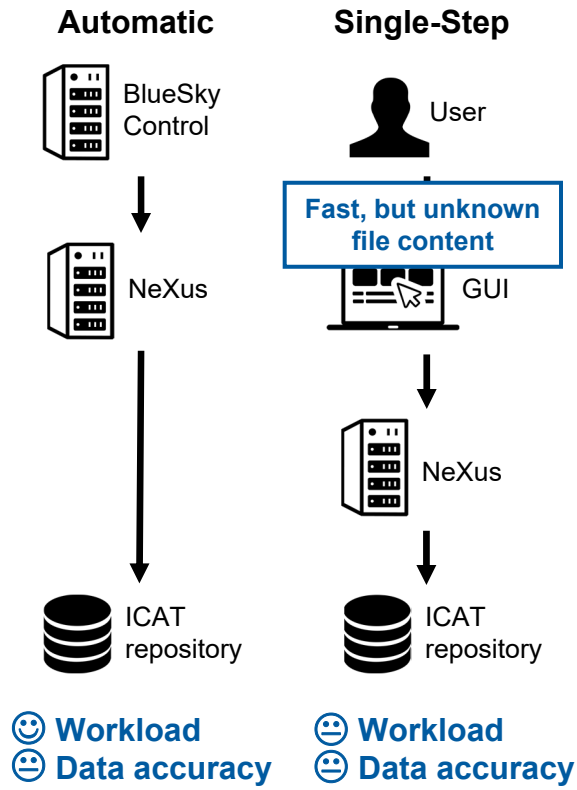 Automatic
BlueSky
Control
NeXus
ICAT
repository
Workload
Data accuracy
Single-Step
User
Fast, but unknown
file content
GUI
NeXus
ICAT
repository
Workload
Data accuracy